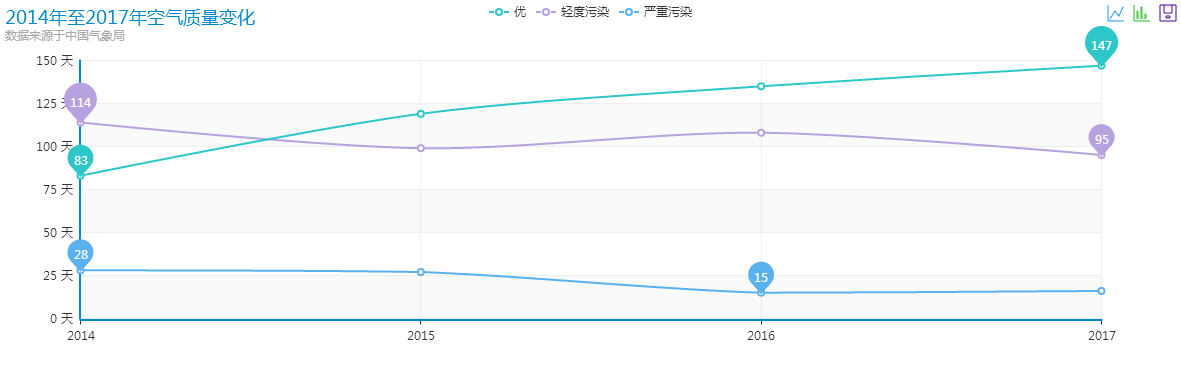 2014年至2017年空气质量变化
数据来源于中国气象局
优 轻度污染 严重污染
150 天
125 天
100 天
75 天
50 天
25 天
0 天
114
83
28
15
147
95
2014 2015 2016 2017